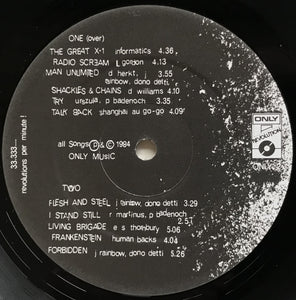 ONE (over)
THE GREAT X-1 informatics 4.36
RADIO SCREAM L gordon 4.13
MAN UNLIMITED d herkt, j 3.55
rainbow, dono detti
SHACKLES & CHAINS d williams 4.10
TRY urszula, p badenoch
TALK BACK shanghai au go-go 4.09
all Songs Ⓟ & © 1984
ONLY MUsIC
TWO
FLESH AND STEEL j rainbow, dono detti 3.29
I STAND STILL r martinus, p badenoch
2.51
LIVING BRIGADE e s thornbury 5.06
FRANKENSTEIN human backs 4.00
FORBIDDEN j rainbow, dono detti 5.26
33.333....
revolutions per minute !
ONLY
REVOLUTION